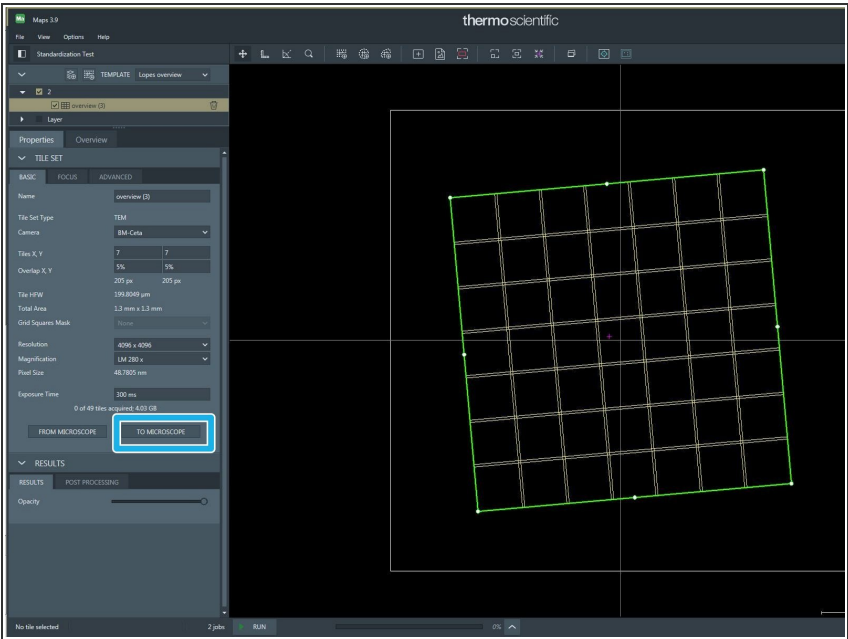 Ma Maps 3.9
thermoscientific
File View Options Help
Standardization Test
TEMPLATE Lopes overview
2
overview (3)
Layer
Properties Overview
TILE SET
BASIC FOCUS ADVANCED
Name overview (3)
Tile Set Type TEM
Camera BM-Ceta
Tiles X, Y 7 7
Overlap X, Y 5% 5%
205 px 205 px
Tile HFW 199.8049 µm
Total Area 1.3 mm x 1.3 mm
Grid Squares Mask None
Resolution 4096 x 4096
Magnification LM 280 x
Pixel Size 48.7805 nm
Exposure Time 300 ms
0 of 49 tiles acquired; 4.03 GB
FROM MICROSCOPE TO MICROSCOPE
RESULTS
RESULTS POST PROCESSING
Opacity
No tile selected 2 jobs RUN 0%